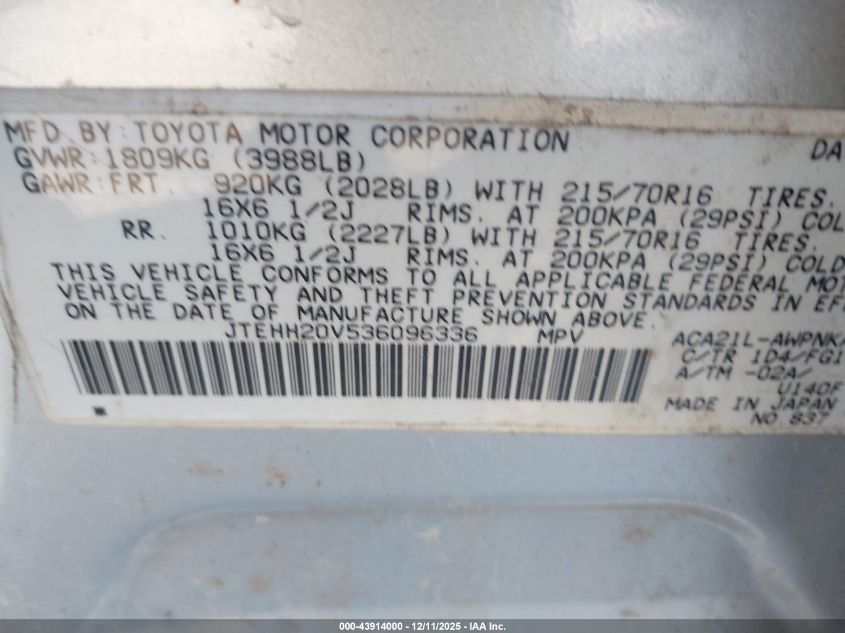 MFD BY: TOYOTA MOTOR CORPORATION DA
GVWR: 1809KG (3988LB)
GAWR: FRT. 920KG (2028LB) WITH 215/70R16 TIRES.
16X6 1/2J RIMS. AT 200KPA (29PSI) COL
RR. 1010KG (2227LB) WITH 215/70R16 TIRES.
16X6 1/2J RIMS. AT 200KPA (29PSI) COLD
THIS VEHICLE CONFORMS TO ALL APPLICABLE FEDERAL MOT
VEHICLE SAFETY AND THEFT PREVENTION STANDARDS IN EFF
ON THE DATE OF MANUFACTURE SHOWN ABOVE.
JTEHH20V536096336 MPV
ACA21L-AWPNKA
C/TR 1D4/FG1
A/TM -02A/
U140F
MADE IN JAPAN
NO 837
000-43914000 - 12/11/2025 - IAA Inc.